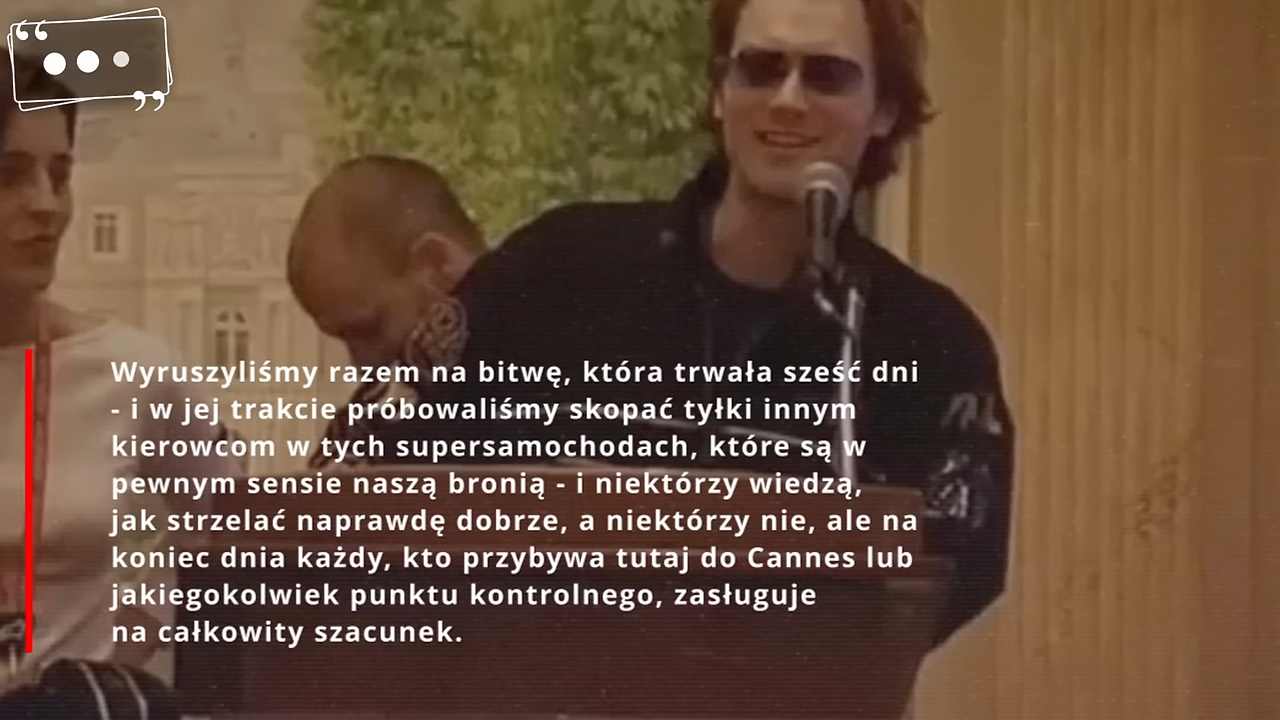 Wyruszyliśmy razem na bitwę, która trwała sześć dni
- i w jej trakcie próbowaliśmy skopać tyłki innym
kierowcom w tych supersamochodach, które są w
pewnym sensie naszą bronią - i niektórzy wiedzą,
jak strzelać naprawdę dobrze, a niektórzy nie, ale na
koniec dnia każdy, kto przybywa tutaj do Cannes lub
jakiegokolwiek punktu kontrolnego, zasługuje
na całkowity szacunek.